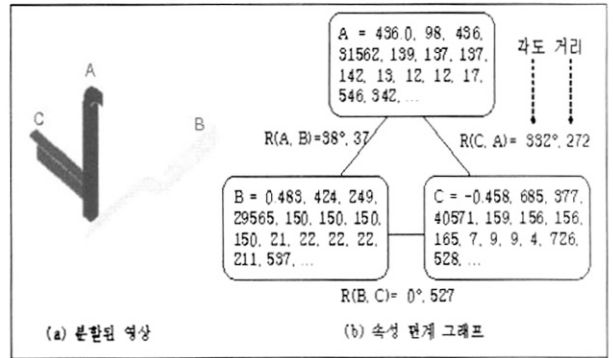 A
C
B
A = 436.0, 98, 436,
31562, 139, 137, 137,
142, 13, 12, 12, 17,
546, 342, ...
각도 거리
R(A, B)=38°, 37
R(C, A)= 332°, 272
B = 0.483, 424, 249,
29565, 150, 150, 150,
150, 21, 22, 22, 22,
211, 537, ...
C = -0.458, 685, 377,
40571, 159, 156, 156,
165, 7, 9, 9, 4, 726,
528, ...
R(B, C)= 0°, 527
(a) 분할된 영상
(b) 속성 관계 그래프